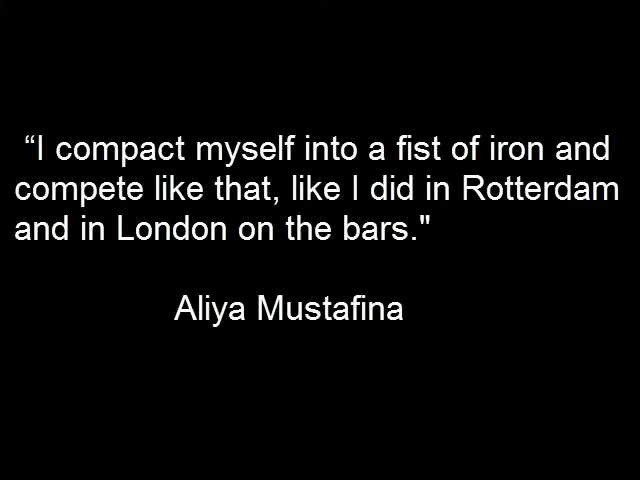 “I compact myself into a fist of iron and
compete like that, like I did in Rotterdam
and in London on the bars."
Aliya Mustafina